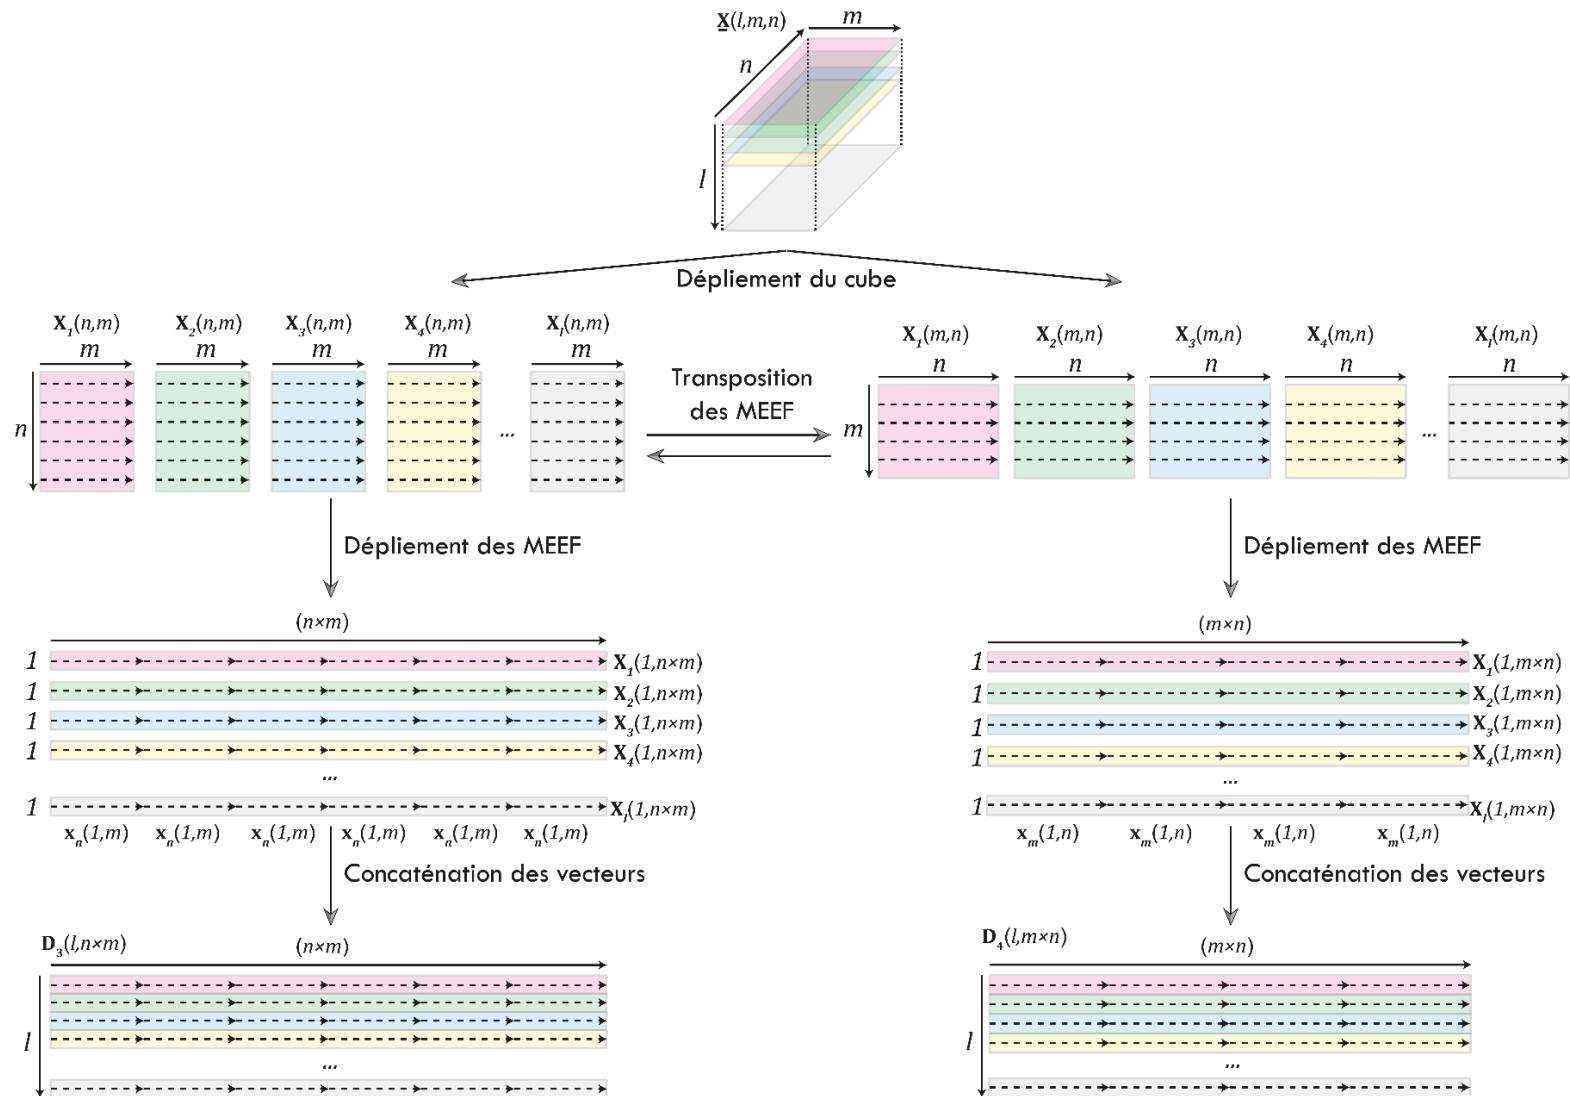 X(l,m,n)
m
n
l
Dépliement du cube
X1(n,m) X2(n,m) X3(n,m) X4(n,m) Xl(n,m)
m m m m m
n
...
Transposition
des MEEF
X1(m,n) X2(m,n) X3(m,n) X4(m,n) Xl(m,n)
n n n n n
m
...
Dépliement des MEEF
Dépliement des MEEF
(n×m)
1 X1(1,n×m)
1 X2(1,n×m)
1 X3(1,n×m)
1 X4(1,n×m)
...
1 Xl(1,n×m)
xn(1,m) xn(1,m) xn(1,m) xn(1,m) xn(1,m) xn(1,m)
(m×n)
1 X1(1,m×n)
1 X2(1,m×n)
1 X3(1,m×n)
1 X4(1,m×n)
...
1 Xl(1,m×n)
xm(1,n) xm(1,n) xm(1,n) xm(1,n)
Concaténation des vecteurs
Concaténation des vecteurs
D3(l,n×m) (n×m)
l
...
D4(l,m×n) (m×n)
l
...